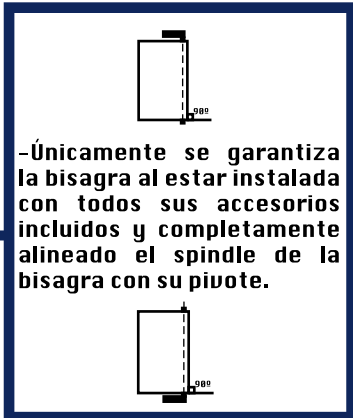 90º
-Únicamente se garantiza
la bisagra al estar instalada
con todos sus accesorios
incluidos y completamente
alineado el spindle de la
bisagra con su pivote.
90º